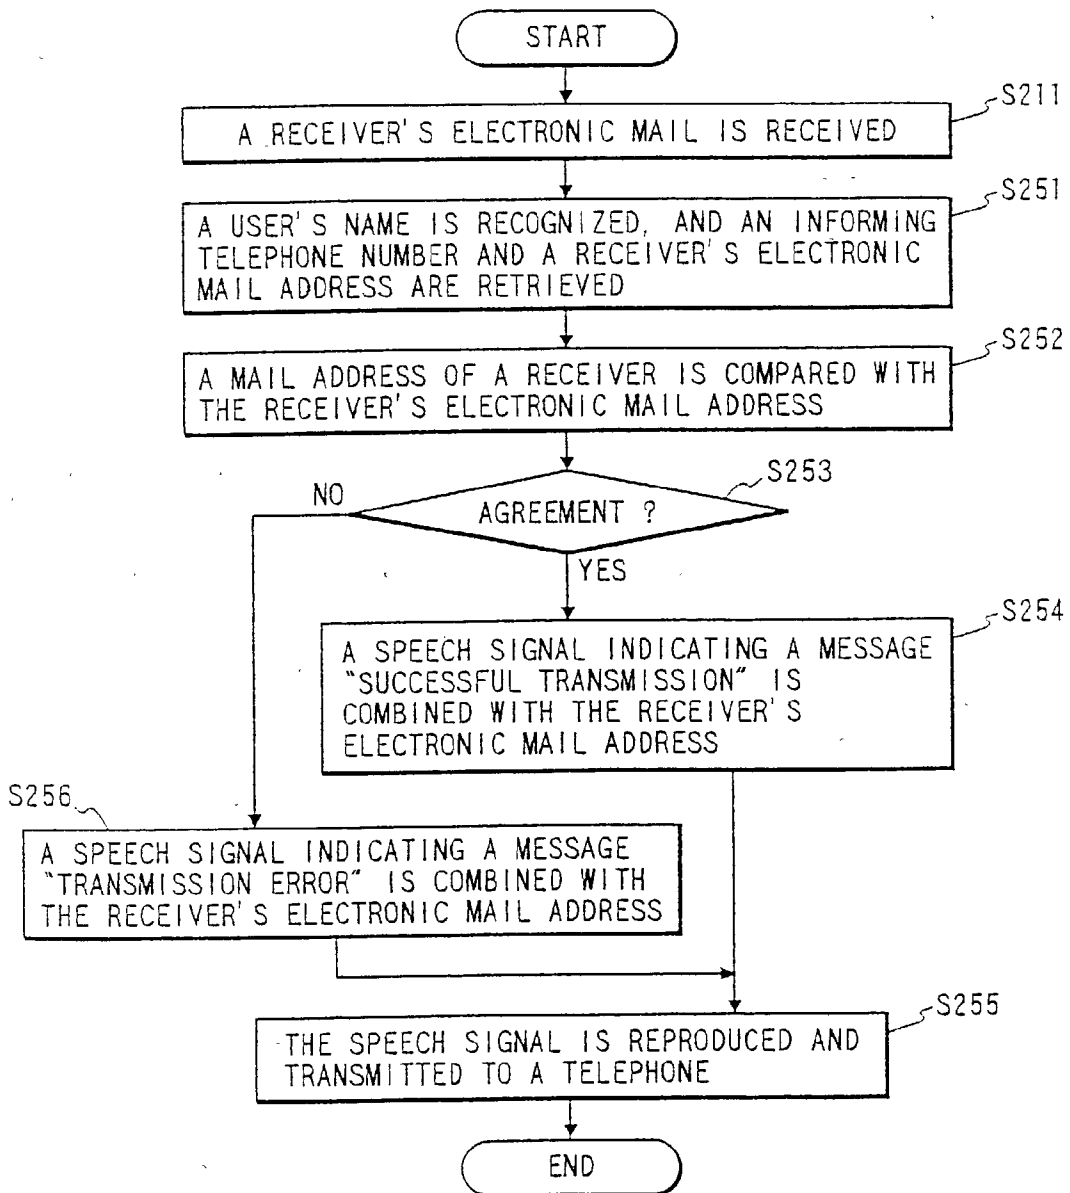 START
S211
A RECEIVER'S ELECTRONIC MAIL IS RECEIVED
S251
A USER'S NAME IS RECOGNIZED, AND AN INFORMING
TELEPHONE NUMBER AND A RECEIVER'S ELECTRONIC
MAIL ADDRESS ARE RETRIEVED
S252
A MAIL ADDRESS OF A RECEIVER IS COMPARED WITH
THE RECEIVER'S ELECTRONIC MAIL ADDRESS
S253
NO
AGREEMENT ?
YES
S254
A SPEECH SIGNAL INDICATING A MESSAGE
"SUCCESSFUL TRANSMISSION" IS
COMBINED WITH THE RECEIVER'S
ELECTRONIC MAIL ADDRESS
S256
A SPEECH SIGNAL INDICATING A MESSAGE
"TRANSMISSION ERROR" IS COMBINED WITH
THE RECEIVER'S ELECTRONIC MAIL ADDRESS
S255
THE SPEECH SIGNAL IS REPRODUCED AND
TRANSMITTED TO A TELEPHONE
END